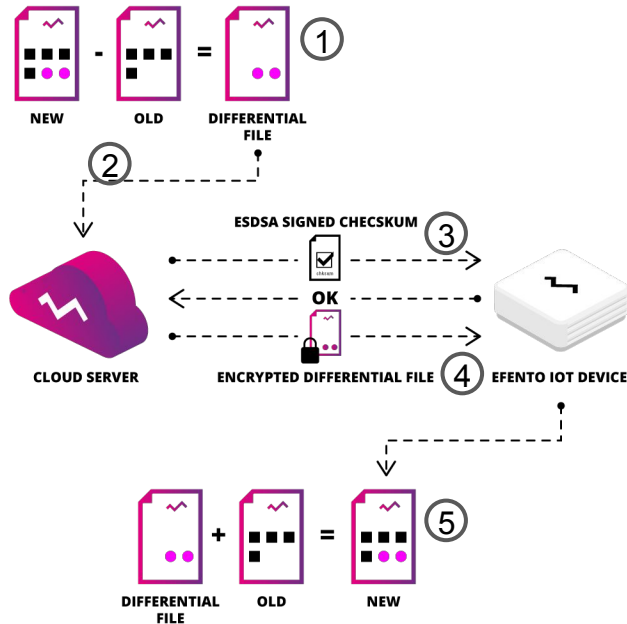 1
-
=
NEW
OLD
DIFFERENTIAL
FILE
2
ESDSA SIGNED CHECSKUM
3
chksum
OK
CLOUD SERVER
ENCRYPTED DIFFERENTIAL FILE
4
EFENTO IOT DEVICE
5
+
=
DIFFERENTIAL
FILE
OLD
NEW